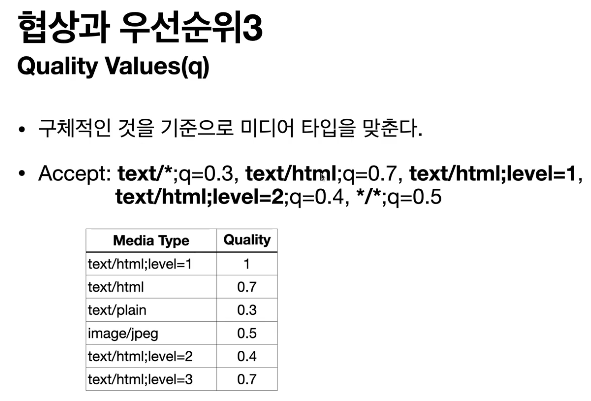 협상과 우선순위3
Quality Values(q)
• 구체적인 것을 기준으로 미디어 타입을 맞춘다.
• Accept: text/*;q=0.3, text/html;q=0.7, text/html;level=1,
text/html;level=2;q=0.4, */*;q=0.5
Media Type Quality
text/html;level=1 1
text/html 0.7
text/plain 0.3
image/jpeg 0.5
text/html;level=2 0.4
text/html;level=3 0.7